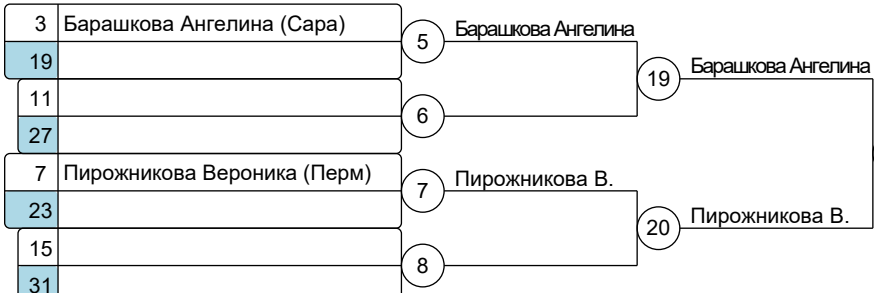 3 Барашкова Ангелина (Сара)
5 Барашкова Ангелина
19
19 Барашкова Ангелина
11
6
27
7 Пирожникова Вероника (Перм)
7 Пирожникова В.
23
20 Пирожникова В.
15
8
31